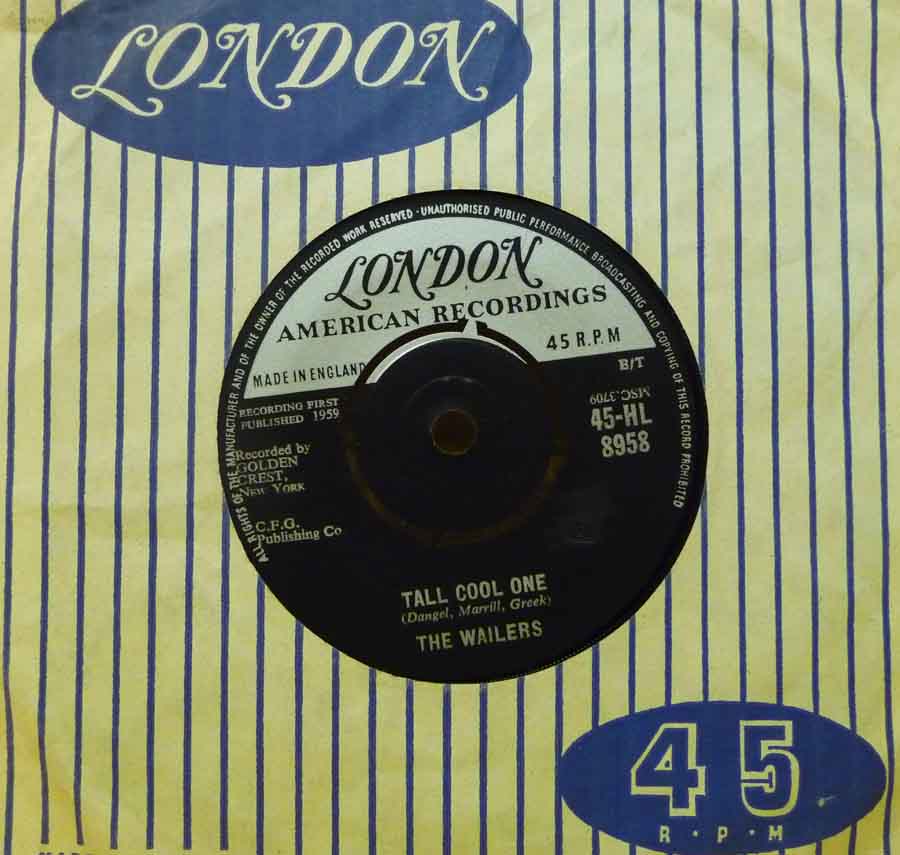 LONDON
ALL RIGHTS OF THE MANUFACTURER AND OF THE OWNER OF THE RECORDED WORK RESERVED · UNAUTHORISED PUBLIC PERFORMANCE BROADCASTING AND COPYING OF THIS RECORD PROHIBITED
LONDON
AMERICAN RECORDINGS
MADE IN ENGLAND
45 R.P.M
B/T
RECORDING FIRST
PUBLISHED 1959
MSC.3709
45-HL
8958
Recorded by
GOLDEN
CREST,
NEW YORK
C.F.G.
Publishing Co
TALL COOL ONE
(Dangel, Marrill, Greek)
THE WAILERS
45
R·P·M